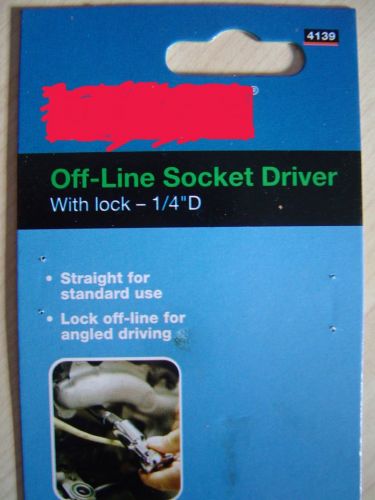 4139
®
Off-Line Socket Driver
With lock – 1/4"D
• Straight for
standard use
• Lock off-line for
angled driving